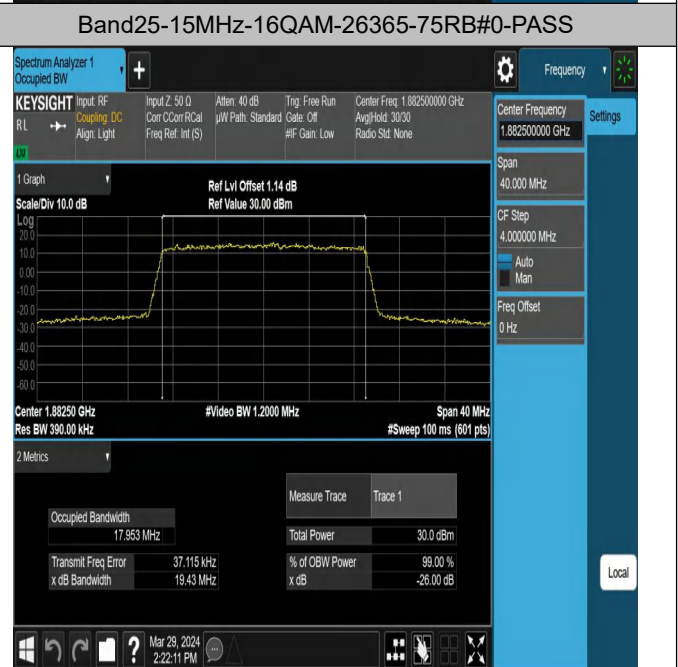 Band25-15MHz-16QAM-26365-75RB#0-PASS
Spectrum Analyzer 1
Occupied BW
+
Frequency
KEYSIGHT
RL
LXI
Input: RF
Coupling: DC
Align: Light
Input Z: 50 Ω
Corr CCorr RCal
Freq Ref: Int (S)
Atten: 40 dB
µW Path: Standard
Trig: Free Run
Gate: Off
#IF Gain: Low
Center Freq: 1.882500000 GHz
Avg|Hold: 30/30
Radio Std: None
Center Frequency
1.882500000 GHz
Settings
Span
40.000 MHz
CF Step
4.000000 MHz
Auto
Man
Freq Offset
0 Hz
1 Graph
Scale/Div 10.0 dB
Ref Lvl Offset 1.14 dB
Ref Value 30.00 dBm
Log
20.0
10.0
0.00
-10.0
-20.0
-30.0
-40.0
-50.0
-60.0
Center 1.88250 GHz
Res BW 390.00 kHz
#Video BW 1.2000 MHz
Span 40 MHz
#Sweep 100 ms (601 pts)
2 Metrics
Measure Trace Trace 1
Occupied Bandwidth
17.953 MHz
Total Power 30.0 dBm
Transmit Freq Error 37.115 kHz
% of OBW Power 99.00 %
x dB Bandwidth 19.43 MHz
x dB -26.00 dB
Local
?
Mar 29, 2024
2:22:11 PM